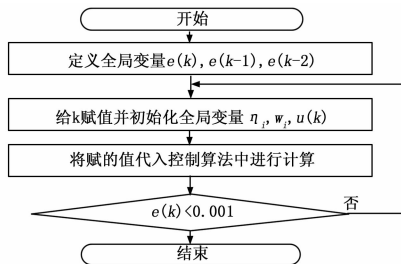 开始
定义全局变量e(k),e(k-1),e(k-2)
给k赋值并初始化全局变量 ηi,wi,u(k)
将赋的值代入控制算法中进行计算
e(k)<0.001
否
结束